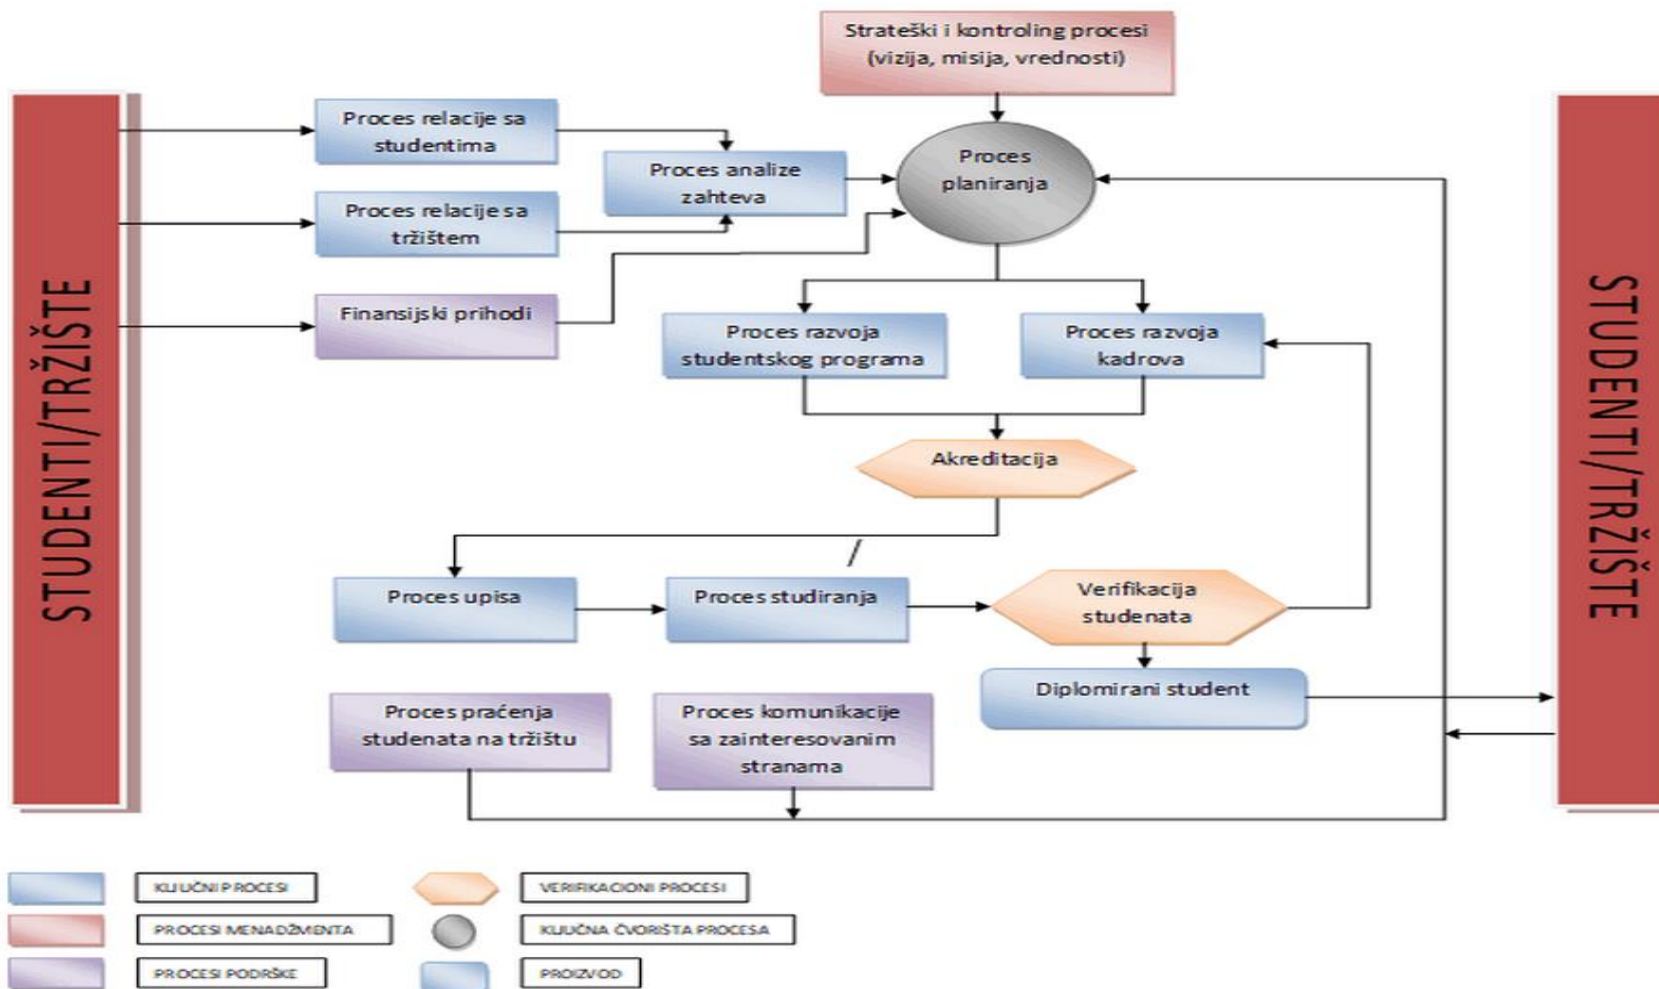 Strateški i kontroling procesi
(vizija, misija, vrednosti)
STUDENTI/TRŽIŠTE
Proces relacije sa
studentima
Proces analize
zahteva
Proces
planiranja
Proces relacije sa
tržištem
Finansijski prihodi
Proces razvoja
studentskog programa
Proces razvoja
kadrova
Akreditacija
/
Proces upisa
Proces studiranja
Verifikacija
studenata
Diplomirani student
Proces praćenja
studenata na tržištu
Proces komunikacije
sa zainteresovanim
stranama
STUDENTI/TRŽIŠTE
KLJUČNI PROCESI
VERIFIKACIONI PROCESI
PROCESI MENADŽMENTA
KLJUČNA ČVORIŠTA PROCESA
PROCESI PODRŠKE
PROIZVOD